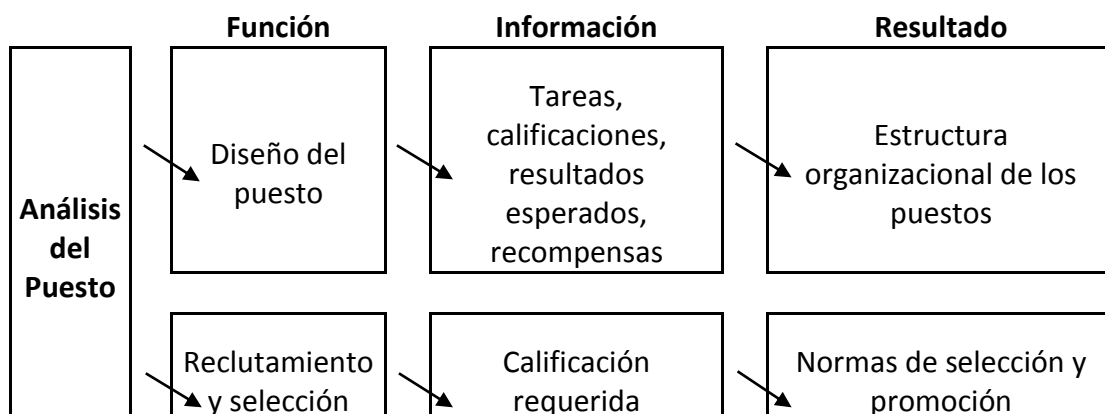 Función
Información
Resultado
Análisis
del
Puesto
Diseño del
puesto
Tareas,
calificaciones,
resultados
esperados,
recompensas
Estructura
organizacional de los
puestos
Reclutamiento
y selección
Calificación
requerida
Normas de selección y
promoción